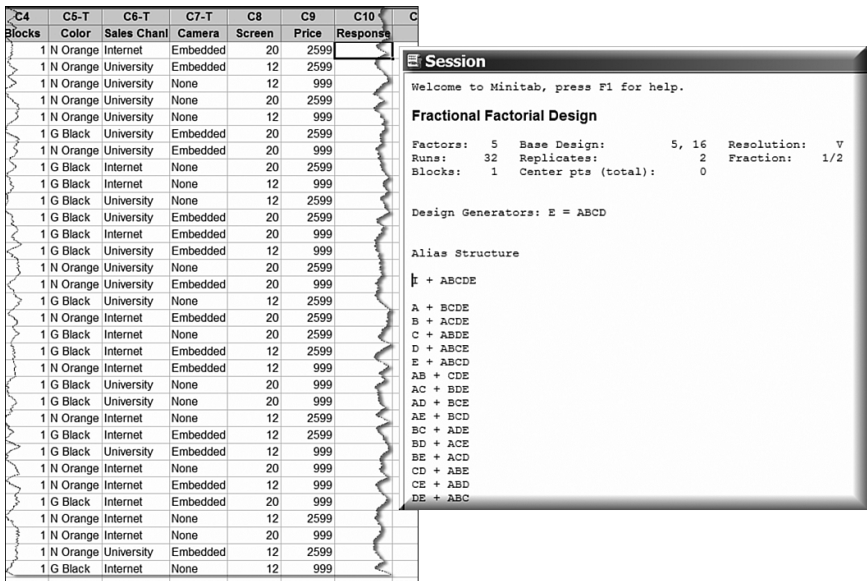 C4 C5-T C6-T C7-T C8 C9 C10 C
Blocks Color Sales Chanl Camera Screen Price Response
1 N Orange Internet Embedded 20 2599
1 N Orange University Embedded 12 2599
1 N Orange University None 12 999
1 N Orange University None 20 2599
1 N Orange University None 12 999
1 G Black University Embedded 12 2599
1 N Orange University Embedded 20 999
1 G Black Internet None 20 2599
1 G Black Internet None 12 999
1 G Black University None 12 2599
1 G Black University Embedded 20 2599
1 G Black Internet Embedded 20 999
1 G Black University Embedded 12 999
1 N Orange University None 20 2599
1 N Orange University Embedded 20 999
1 G Black University None 12 2599
1 N Orange Internet Embedded 20 2599
1 G Black Internet None 20 2599
1 G Black Internet Embedded 12 2599
1 N Orange Internet Embedded 12 999
1 G Black University None 20 999
1 G Black University None 20 999
1 N Orange Internet None 12 2599
1 G Black Internet Embedded 12 2599
1 G Black University Embedded 12 999
1 N Orange Internet None 20 999
1 N Orange Internet Embedded 12 999
1 G Black Internet Embedded 20 999
1 N Orange Internet None 12 2599
1 N Orange Internet None 20 999
1 N Orange University Embedded 12 2599
1 G Black Internet None 12 999
Session
Welcome to Minitab, press F1 for help.
Fractional Factorial Design
Factors: 5 Base Design: 5, 16 Resolution: V
Runs: 32 Replicates: 2 Fraction: 1/2
Blocks: 1 Center pts (total): 0
Design Generators: E = ABCD
Alias Structure
I + ABCDE
A + BCDE
B + ACDE
C + ABDE
D + ABCE
E + ABCD
AB + CDE
AC + BDE
AD + BCE
AE + BCD
BC + ADE
BD + ACE
BE + ACD
CD + ABE
CE + ABD
DE + ABC